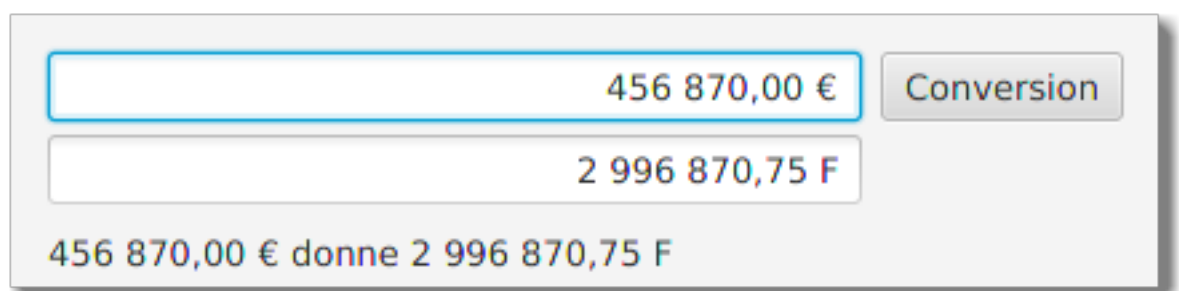 456 870,00 € Conversion
2 996 870,75 F
456 870,00 € donne 2 996 870,75 F